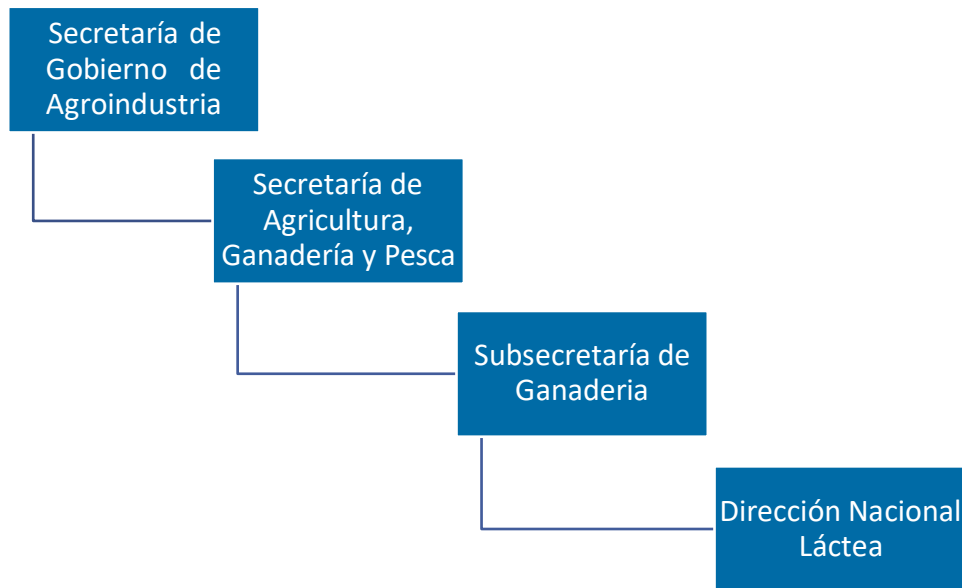 Secretaría de
Gobierno de
Agroindustria
Secretaría de
Agricultura,
Ganadería y Pesca
Subsecretaría de
Ganaderia
Dirección Nacional
Láctea